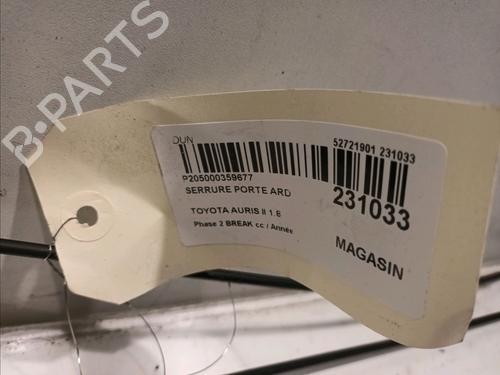 B-PARTS
DUN
52721901 231033
P205000359677
SERRURE PORTE ARD
231033
TOYOTA AURIS II 1.8
Phase 2 BREAK cc / Année
MAGASIN